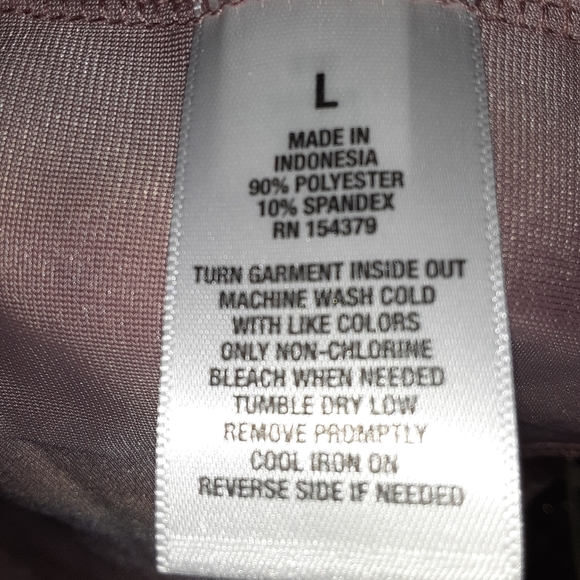 L
MADE IN
INDONESIA
90% POLYESTER
10% SPANDEX
RN 154379
TURN GARMENT INSIDE OUT
MACHINE WASH COLD
WITH LIKE COLORS
ONLY NON-CHLORINE
BLEACH WHEN NEEDED
TUMBLE DRY LOW
REMOVE PROMPTLY
COOL IRON ON
REVERSE SIDE IF NEEDED